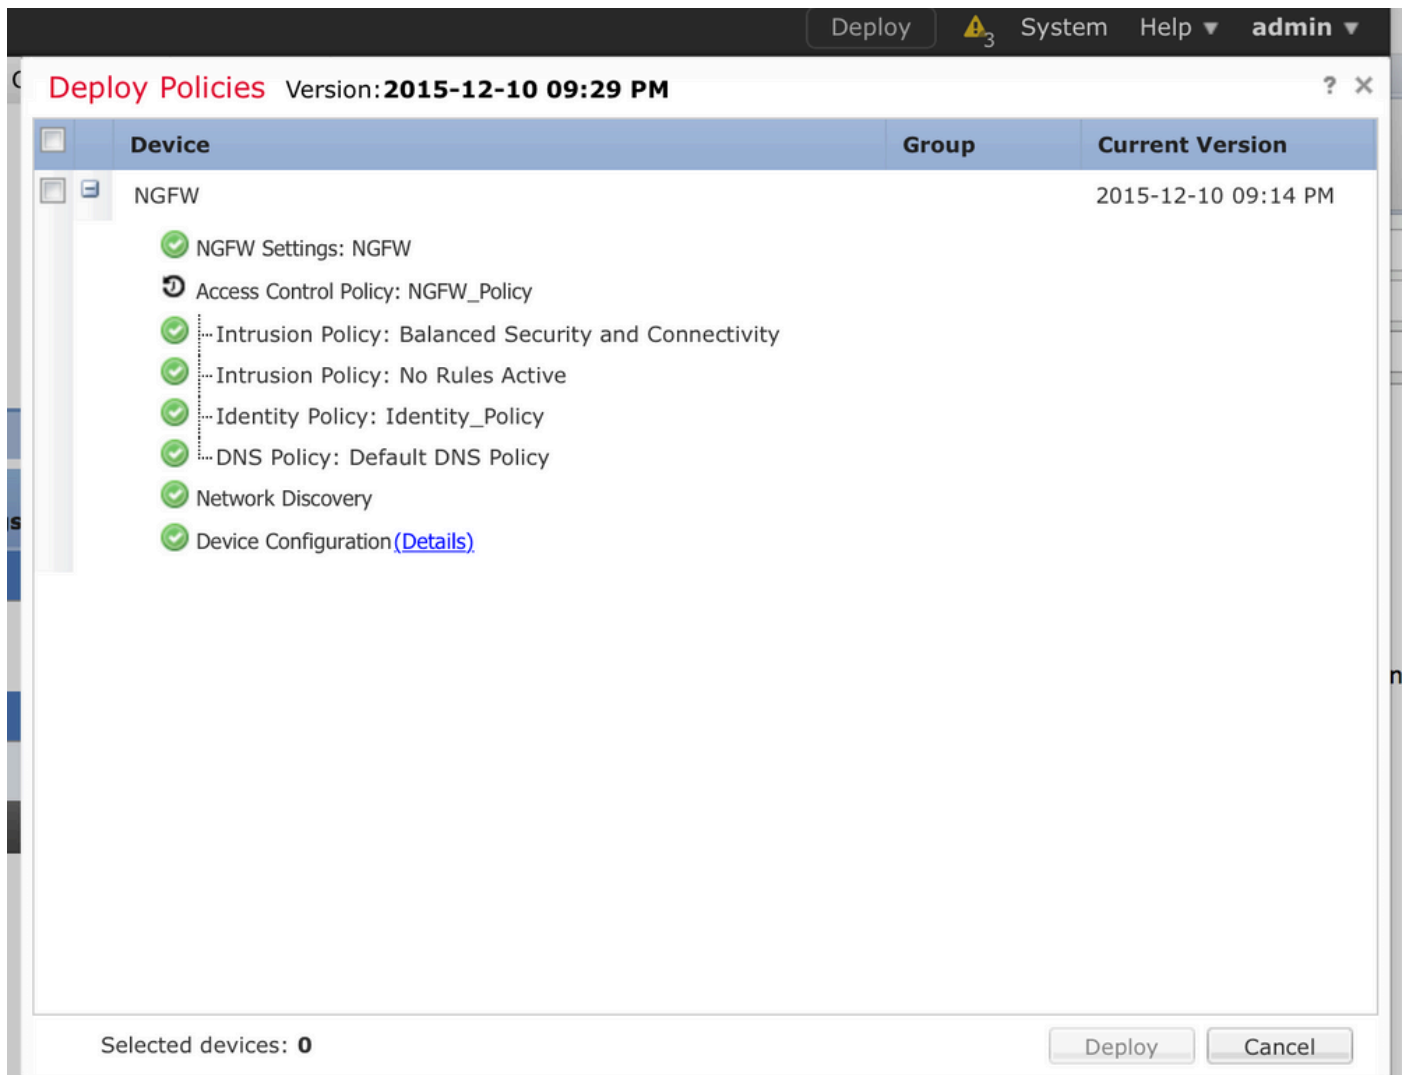 Deploy 3 System Help admin
Deploy Policies Version:2015-12-10 09:29 PM ?
Device Group Current Version
NGFW 2015-12-10 09:14 PM
NGFW Settings: NGFW
Access Control Policy: NGFW_Policy
Intrusion Policy: Balanced Security and Connectivity
Intrusion Policy: No Rules Active
Identity Policy: Identity_Policy
DNS Policy: Default DNS Policy
Network Discovery
Device Configuration(Details)
Selected devices: 0 Deploy Cancel